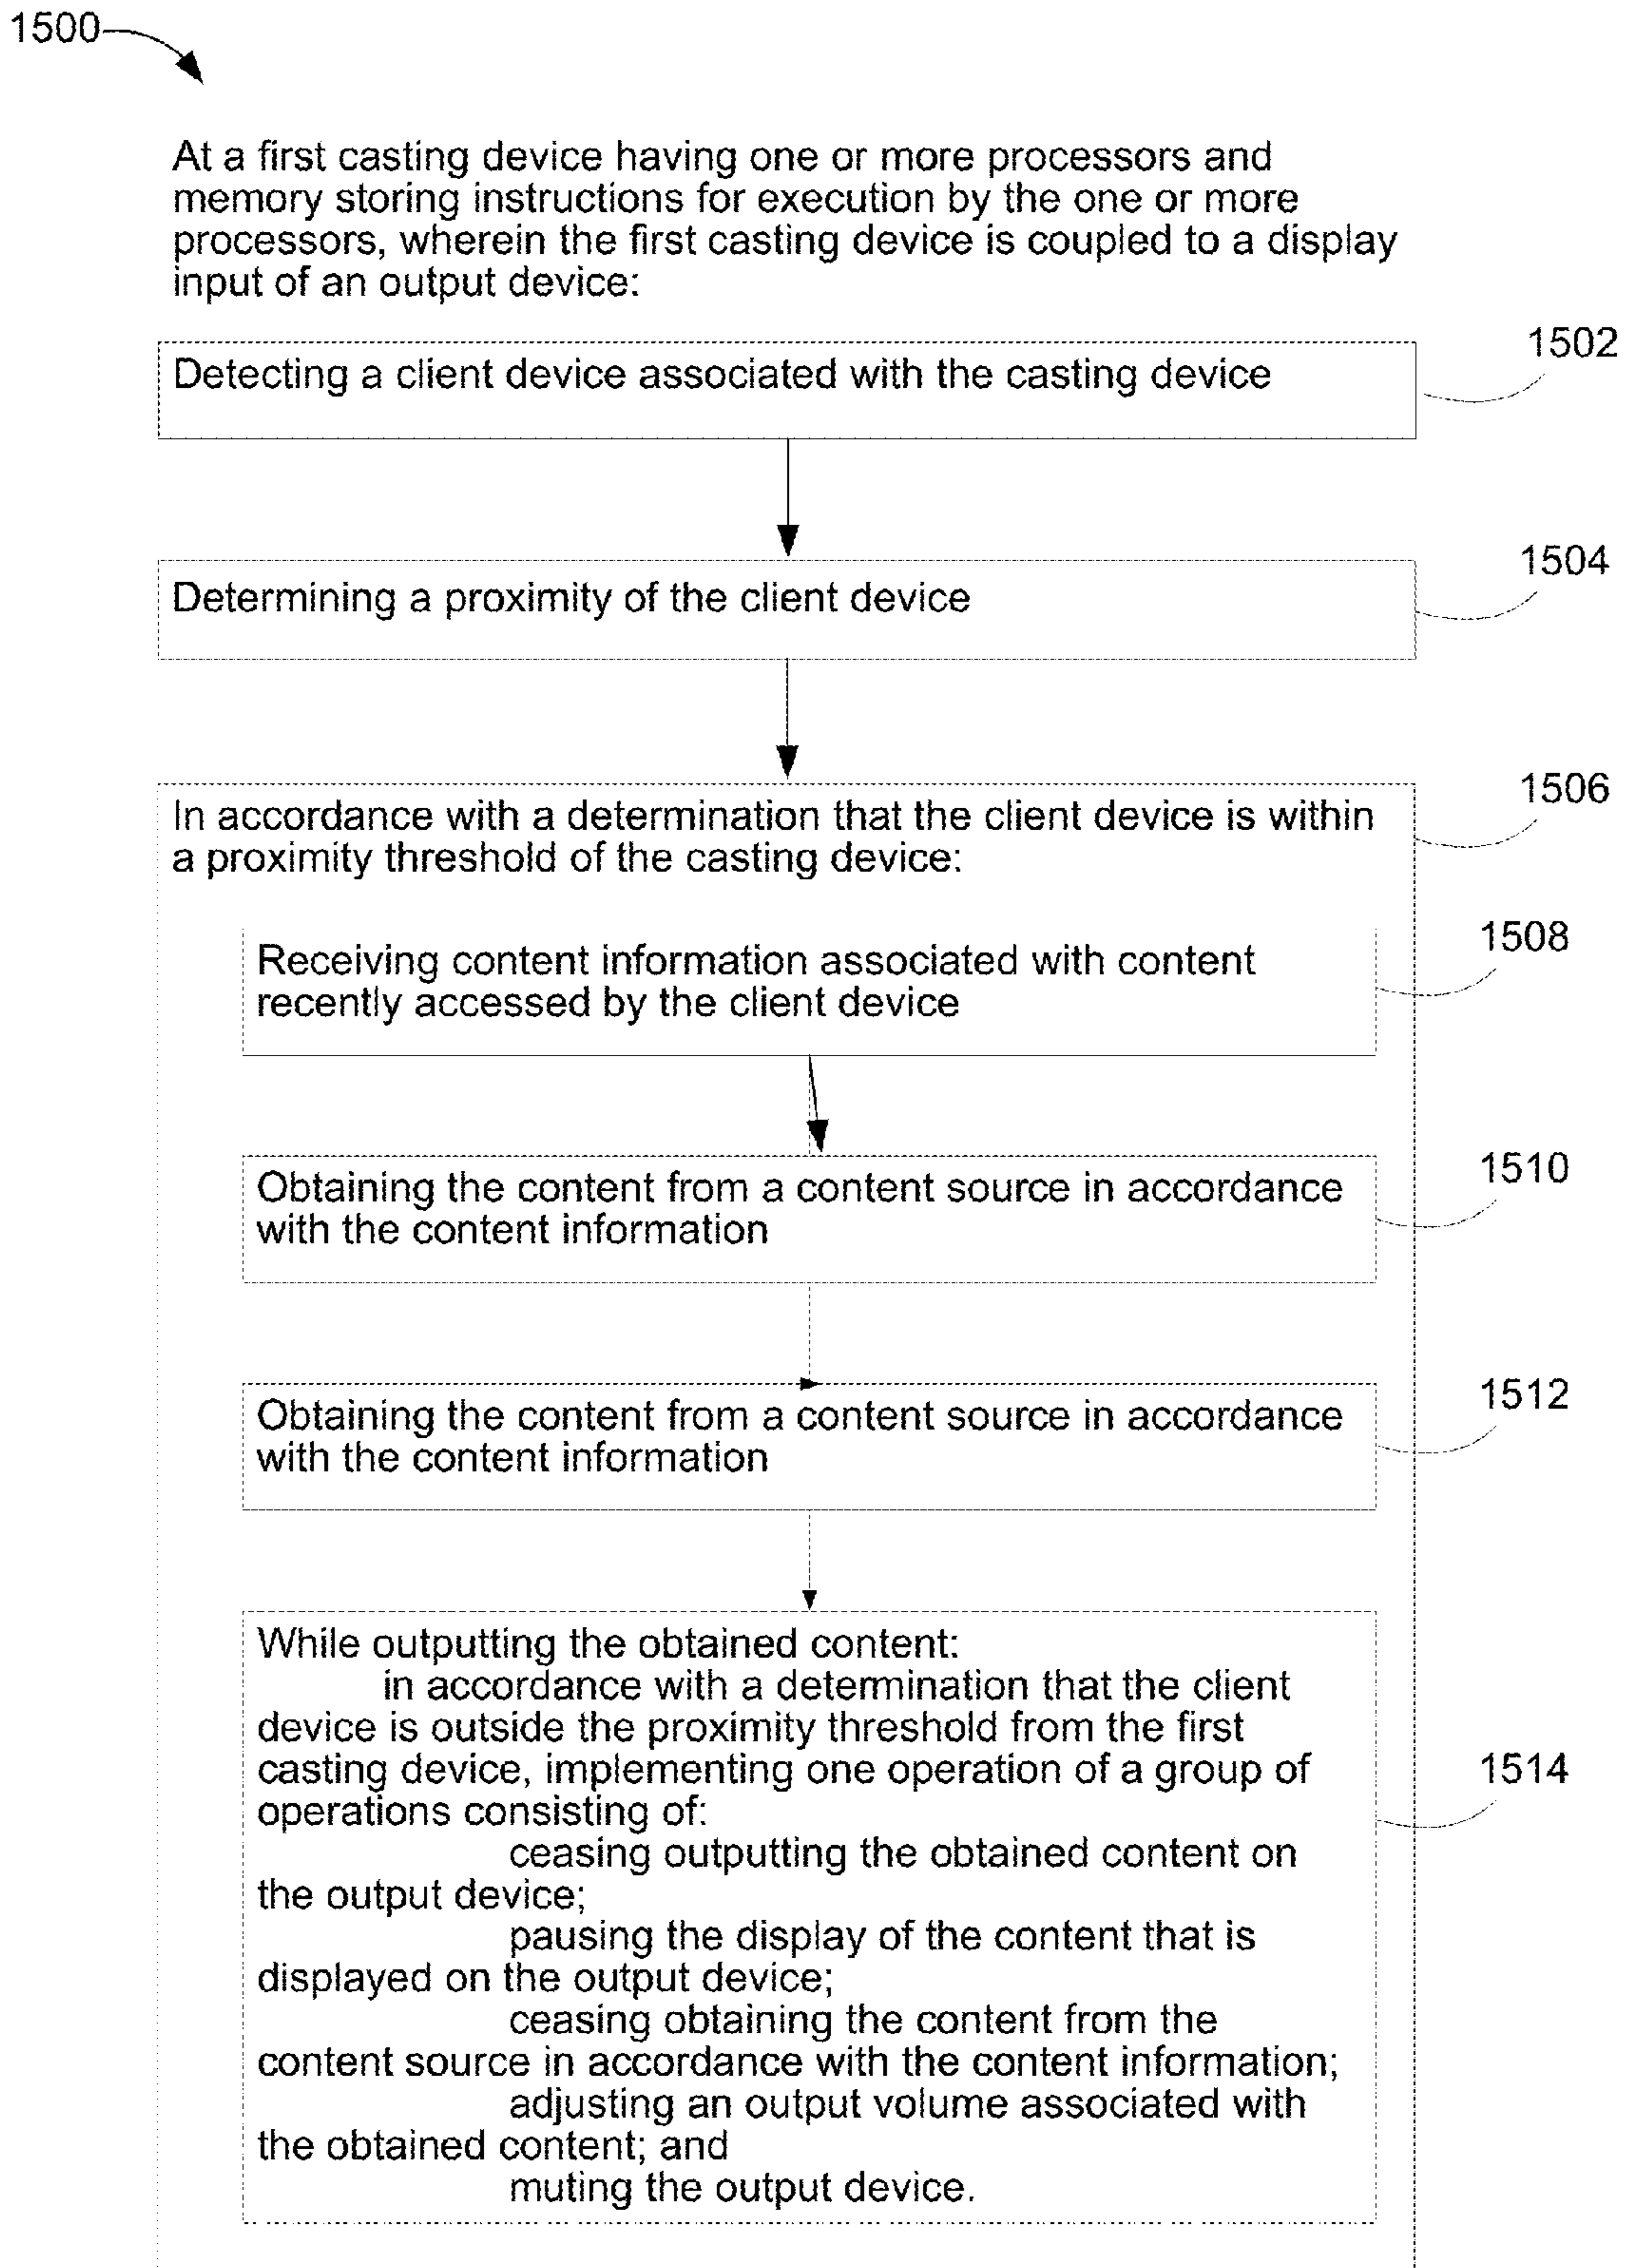 1500
At a first casting device having one or more processors and
memory storing instructions for execution by the one or more
processors, wherein the first casting device is coupled to a display
input of an output device:
1502
Detecting a client device associated with the casting device
1504
Determining a proximity of the client device
1506
In accordance with a determination that the client device is within
a proximity threshold of the casting device:
1508
Receiving content information associated with content
recently accessed by the client device
1510
Obtaining the content from a content source in accordance
with the content information
1512
Obtaining the content from a content source in accordance
with the content information
While outputting the obtained content:
in accordance with a determination that the client
device is outside the proximity threshold from the first
casting device, implementing one operation of a group of
1514
operations consisting of:
ceasing outputting the obtained content on
the output device;
pausing the display of the content that is
displayed on the output device;
ceasing obtaining the content from the
content source in accordance with the content information;
adjusting an output volume associated with
the obtained content; and
muting the output device.